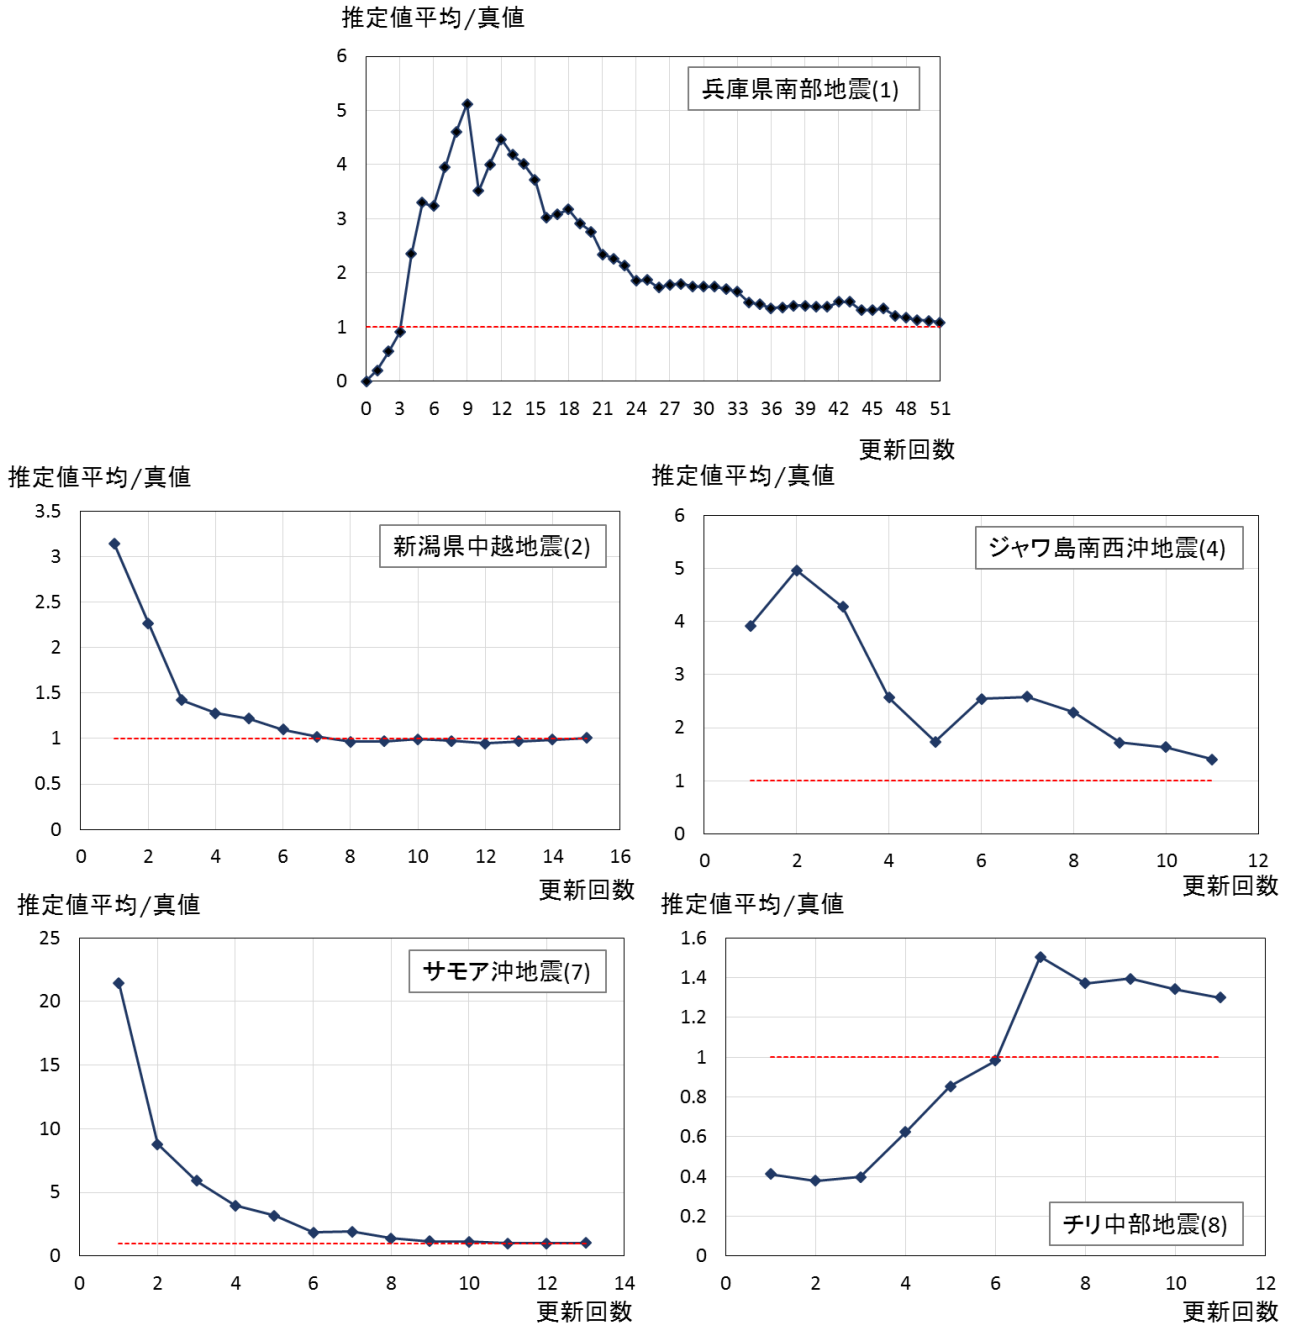 推定値平均/真値
兵庫県南部地震(1)
6
5
4
3
2
1
0
0 3 6 9 12 15 18 21 24 27 30 33 36 39 42 45 48 51
更新回数
推定値平均/真値
新潟県中越地震(2)
3.5
3
2.5
2
1.5
1
0.5
0
0 2 4 6 8 10 12 14 16
更新回数
推定値平均/真値
ジャワ島南西沖地震(4)
6
5
4
3
2
1
0
0 2 4 6 8 10 12
更新回数
推定値平均/真値
サモア沖地震(7)
25
20
15
10
5
0
0 2 4 6 8 10 12 14
更新回数
推定値平均/真値
1.6
1.4
1.2
1
0.8
0.6
0.4
0.2
0
チリ中部地震(8)
0 2 4 6 8 10 12
更新回数